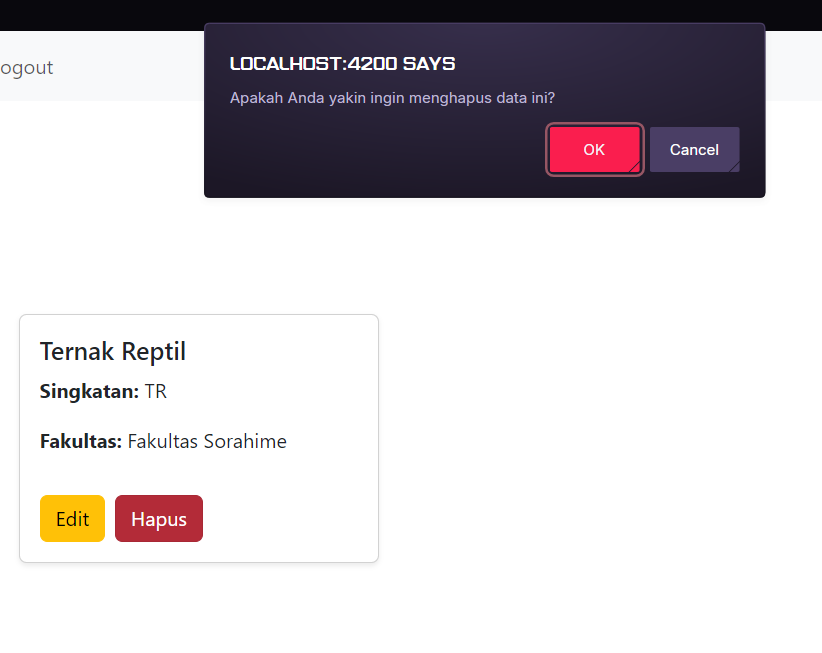 ogout
LOCALHOST:4200 SAYS
Apakah Anda yakin ingin menghapus data ini?
OK
Cancel
Ternak Reptil
Singkatan: TR
Fakultas: Fakultas Sorahime
Edit
Hapus